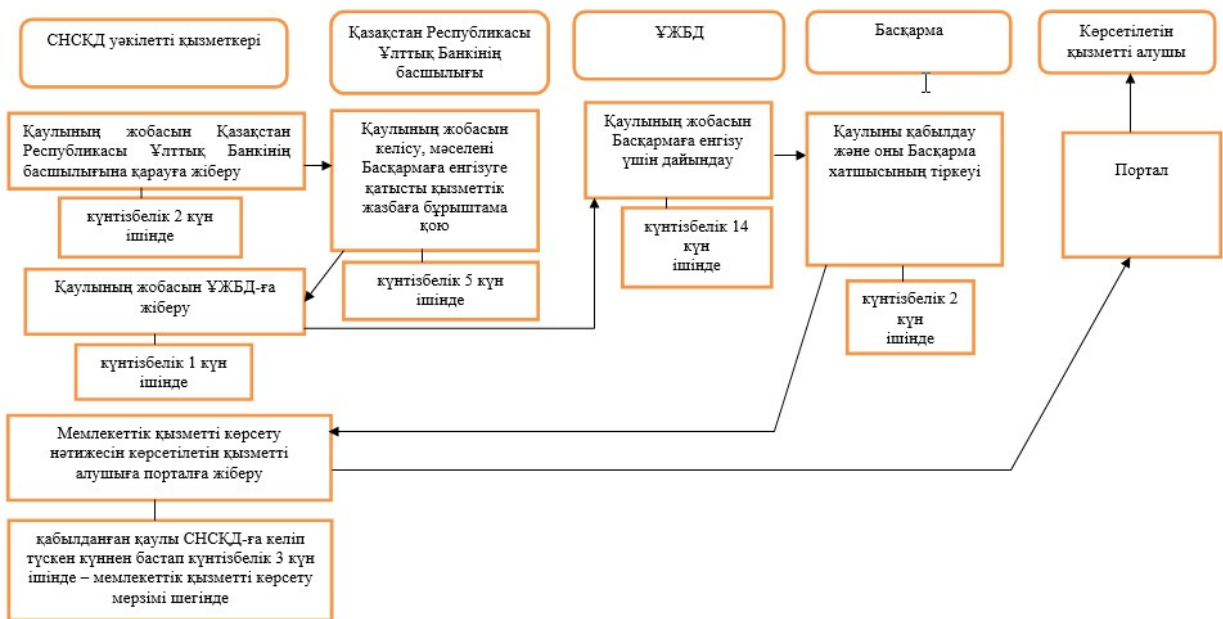 СНСҚД уәкілетті қызметкері
Қазақстан Республикасы
Ұлттық Банкінің
басшылығы
ҰЖБД
Басқарма
Көрсетілетін
қызметті алушы
Қаулының жобасын Қазақстан
Республикасы Ұлттық Банкінің
басшылығына қарауға жіберу
күнтізбелік 2 күн
ішінде
Қаулының жобасын
келісу, мәселені
Басқармаға енгізуге
қатысты қызметтік
жазбаға бұрыштама
қою
күнтізбелік 5 күн
ішінде
Қаулының жобасын
Басқармаға енгізу
үшін дайындау
күнтізбелік 14
күн
ішінде
Қаулыны қабылдау
және оны Басқарма
хатшысының тіркеуі
күнтізбелік 2
күн
ішінде
Портал
Қаулының жобасын ҰЖБД-ға
жіберу
күнтізбелік 1 күн
ішінде
Мемлекеттік қызметті көрсету
нәтижесін көрсетілетін қызметті
алушыға порталға жіберу
қабылданған қаулы СНСҚД-ға келіп
түскен күннен бастап күнтізбелік 3 күн
ішінде – мемлекеттік қызметті көрсету
мерзімі шегінде